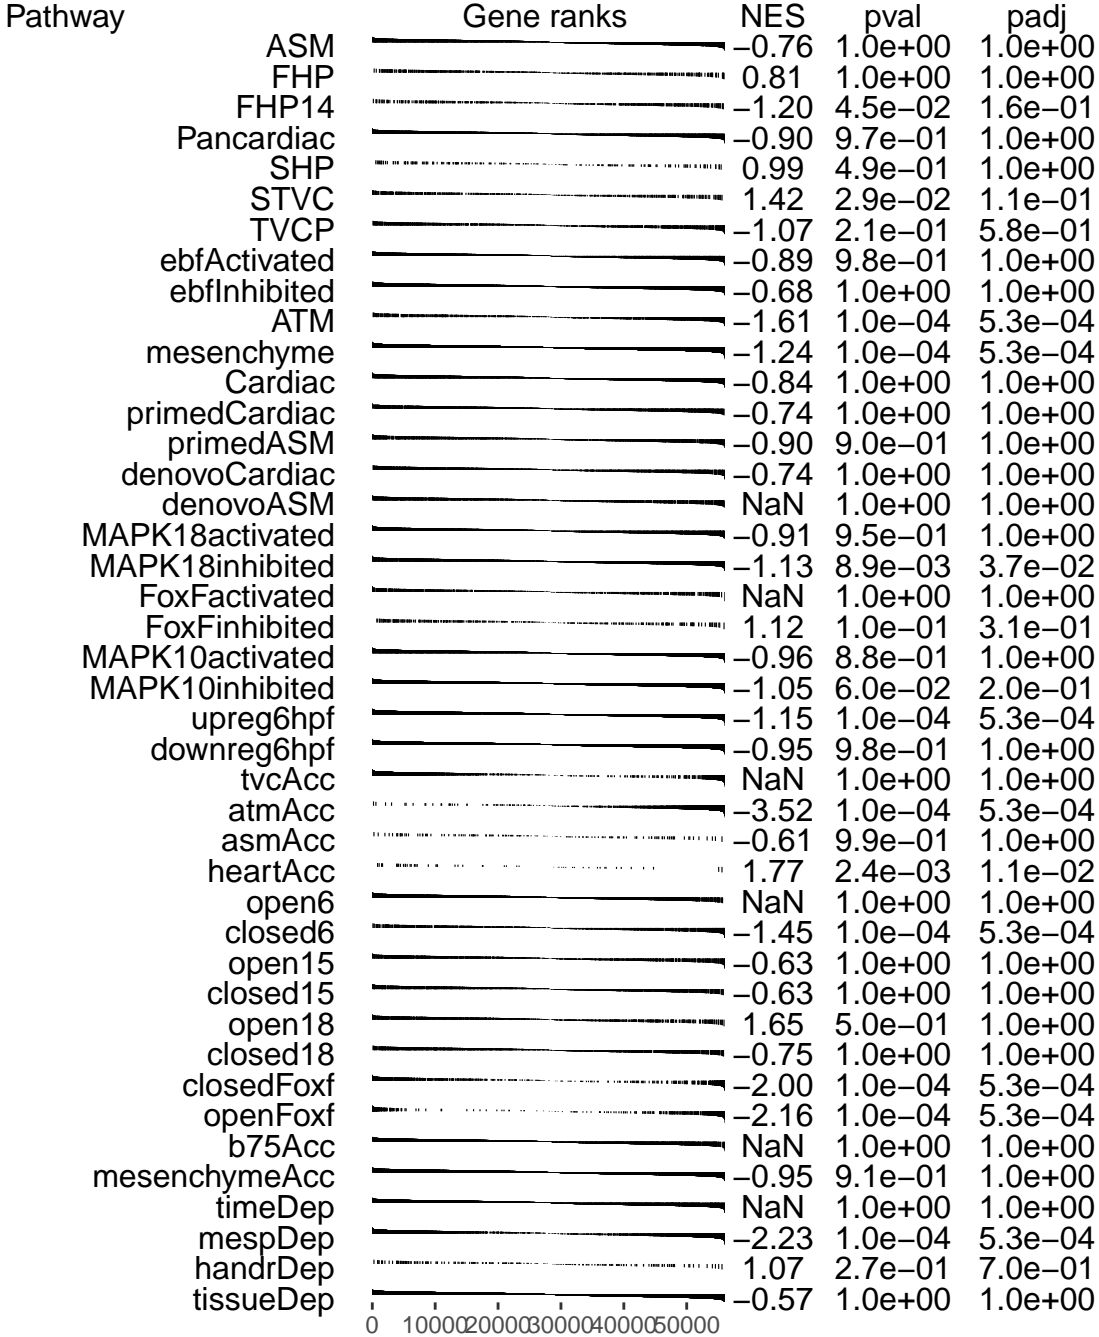 Pathway Gene ranks NES pval padj
ASM −0.76 1.0e+00 1.0e+00
FHP 0.81 1.0e+00 1.0e+00
FHP14 −1.20 4.5e−02 1.6e−01
Pancardiac −0.90 9.7e−01 1.0e+00
SHP 0.99 4.9e−01 1.0e+00
STVC 1.42 2.9e−02 1.1e−01
TVCP −1.07 2.1e−01 5.8e−01
ebfActivated −0.89 9.8e−01 1.0e+00
ebfInhibited −0.68 1.0e+00 1.0e+00
ATM −1.61 1.0e−04 5.3e−04
mesenchyme −1.24 1.0e−04 5.3e−04
Cardiac −0.84 1.0e+00 1.0e+00
primedCardiac −0.74 1.0e+00 1.0e+00
primedASM −0.90 9.0e−01 1.0e+00
denovoCardiac −0.74 1.0e+00 1.0e+00
denovoASM NaN 1.0e+00 1.0e+00
MAPK18activated −0.91 9.5e−01 1.0e+00
MAPK18inhibited −1.13 8.9e−03 3.7e−02
FoxFactivated NaN 1.0e+00 1.0e+00
FoxFinhibited 1.12 1.0e−01 3.1e−01
MAPK10activated −0.96 8.8e−01 1.0e+00
MAPK10inhibited −1.05 6.0e−02 2.0e−01
upreg6hpf −1.15 1.0e−04 5.3e−04
downreg6hpf −0.95 9.8e−01 1.0e+00
tvcAcc NaN 1.0e+00 1.0e+00
atmAcc −3.52 1.0e−04 5.3e−04
asmAcc −0.61 9.9e−01 1.0e+00
heartAcc 1.77 2.4e−03 1.1e−02
open6 NaN 1.0e+00 1.0e+00
closed6 −1.45 1.0e−04 5.3e−04
open15 −0.63 1.0e+00 1.0e+00
closed15 −0.63 1.0e+00 1.0e+00
open18 1.65 5.0e−01 1.0e+00
closed18 −0.75 1.0e+00 1.0e+00
closedFoxf −2.00 1.0e−04 5.3e−04
openFoxf −2.16 1.0e−04 5.3e−04
b75Acc NaN 1.0e+00 1.0e+00
mesenchymeAcc −0.95 9.1e−01 1.0e+00
timeDep NaN 1.0e+00 1.0e+00
mespDep −2.23 1.0e−04 5.3e−04
handrDep 1.07 2.7e−01 7.0e−01
tissueDep −0.57 1.0e+00 1.0e+00
0 10000 20000 30000 40000 50000